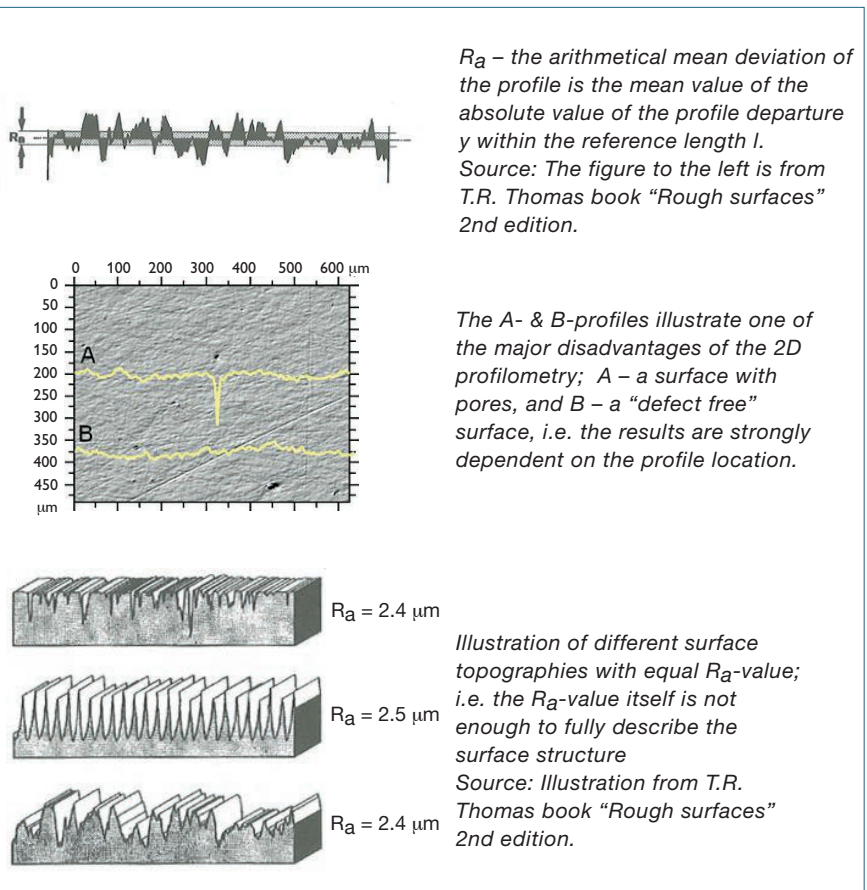 Ra – the arithmetical mean deviation of
the profile is the mean value of the
absolute value of the profile departure
y within the reference length l.
Source: The figure to the left is from
T.R. Thomas book “Rough surfaces”
2nd edition.
Ra
0 100 200 300 400 500 600 μm
0
50
100
150
200
250
300
350
400
450
μm
A
B
The A- & B-profiles illustrate one of
the major disadvantages of the 2D
profilometry; A – a surface with
pores, and B – a “defect free”
surface, i.e. the results are strongly
dependent on the profile location.
Ra = 2.4 μm
Ra = 2.5 μm
Ra = 2.4 μm
Illustration of different surface
topographies with equal Ra-value;
i.e. the Ra-value itself is not
enough to fully describe the
surface structure
Source: Illustration from T.R.
Thomas book “Rough surfaces”
2nd edition.